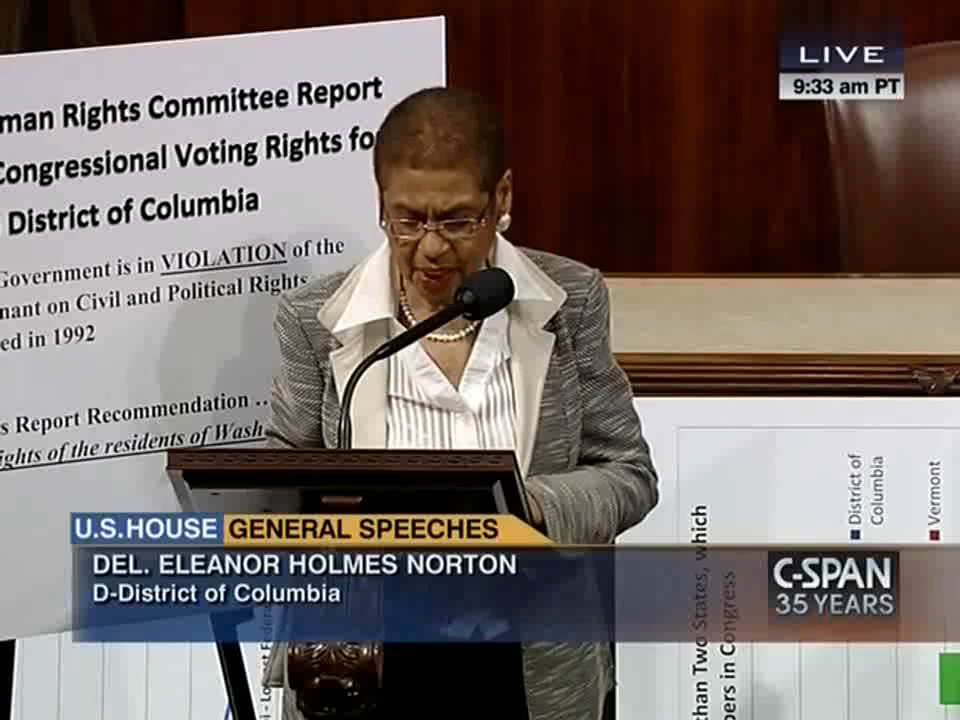 LIVE
9:33 am PT
man Rights Committee Report
Congressional Voting Rights fo
District of Columbia
Government is in VIOLATION of the
nant on Civil and Political Rights
ed in 1992
s Report Recommendation ..
ights of the residents of Wash
District of
Columbia
Vermont
than Two States, which
bers in Congress
U.S.HOUSE GENERAL SPEECHES
DEL. ELEANOR HOLMES NORTON
D-District of Columbia
C-SPAN
35 YEARS